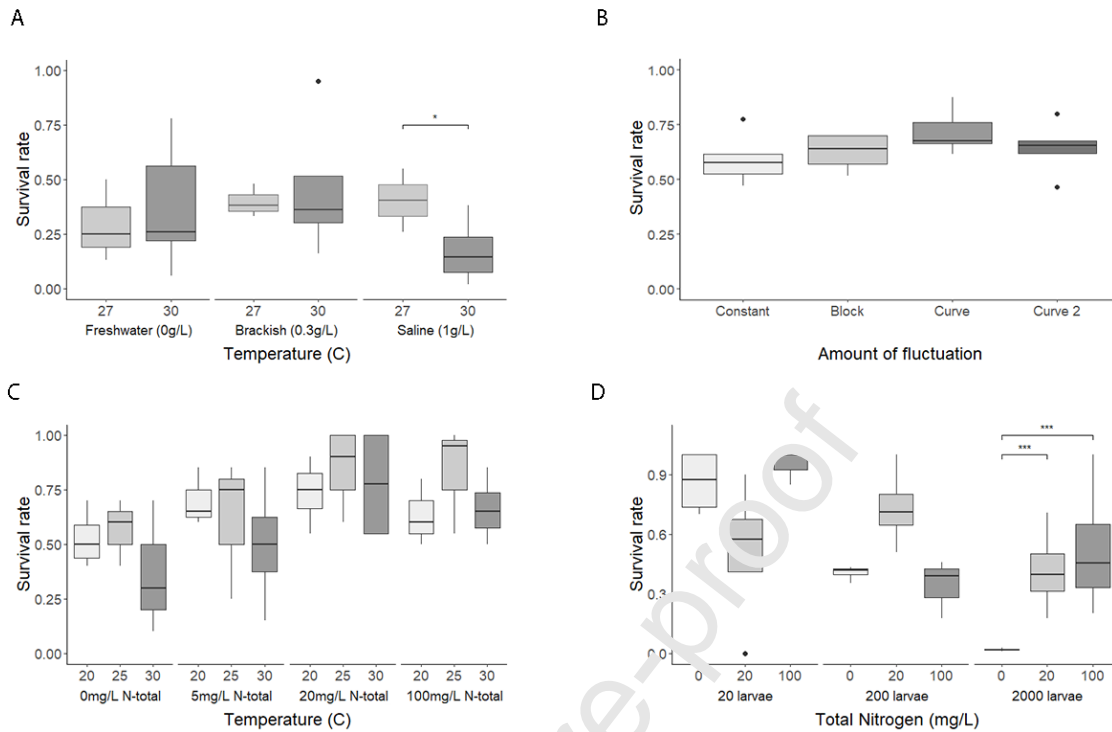 A
Survival rate
1.00
0.75
0.50
0.25
0.00
*
27 30 27 30 27 30
Freshwater (0g/L) Brackish (0.3g/L) Saline (1g/L)
Temperature (C)
B
Survival rate
1.00
0.75
0.50
0.25
0.00
Constant Block Curve Curve 2
Amount of fluctuation
C
Survival rate
1.00
0.75
0.50
0.25
0.00
20 25 30 20 25 30 20 25 30 20 25 30
0mg/L N-total 5mg/L N-total 20mg/L N-total 100mg/L N-total
Temperature (C)
D
Survival rate
0.9
0.6
0.3
0.0
***
***
0 20 100 0 20 100 0 20 100
20 larvae 200 larvae 2000 larvae
Total Nitrogen (mg/L)
re-proof